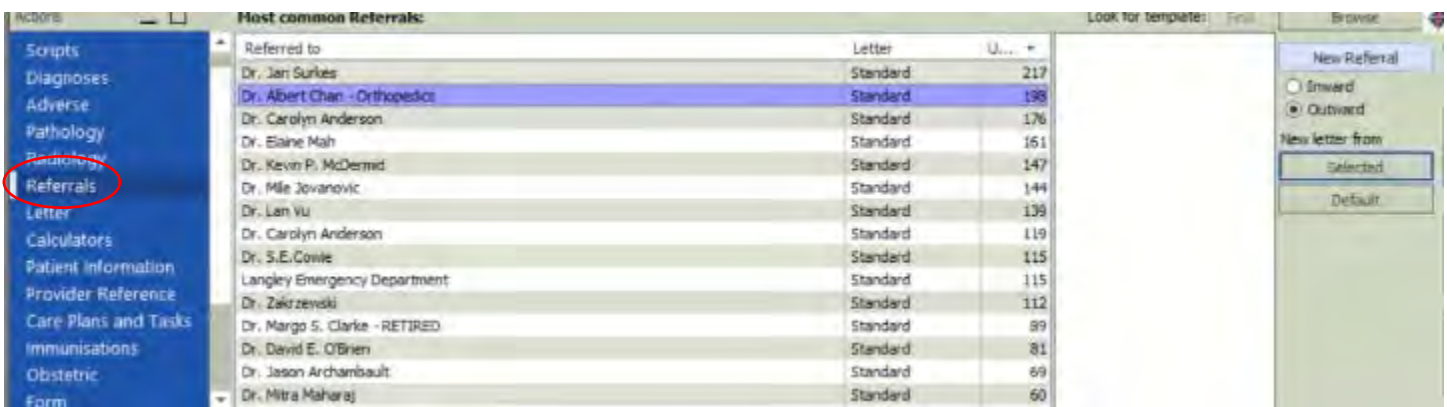 Actions
Most common Referrals:
Look for template: Find
Browse
Scripts
Diagnoses
Adverse
Pathology
Radiology
Referrals
Letter
Calculators
Patient Information
Provider Reference
Care Plans and Tasks
Immunisations
Obstetric
Form
Referred to Letter U...
Dr. Jan Surkes Standard 217
Dr. Albert Chan - Orthopedics Standard 198
Dr. Carolyn Anderson Standard 176
Dr. Elaine Mah Standard 161
Dr. Kevin P. McDermid Standard 147
Dr. Mile Jovanovic Standard 144
Dr. Lan Vu Standard 139
Dr. Carolyn Anderson Standard 119
Dr. S.E.Cowie Standard 115
Langley Emergency Department Standard 115
Dr. Zakrzewski Standard 112
Dr. Margo S. Clarke - RETIRED Standard 89
Dr. David E. O'Brien Standard 81
Dr. Jason Archambault Standard 69
Dr. Mitra Maharaj Standard 60
New Referral
Inward
Outward
New letter from
Selected
Default